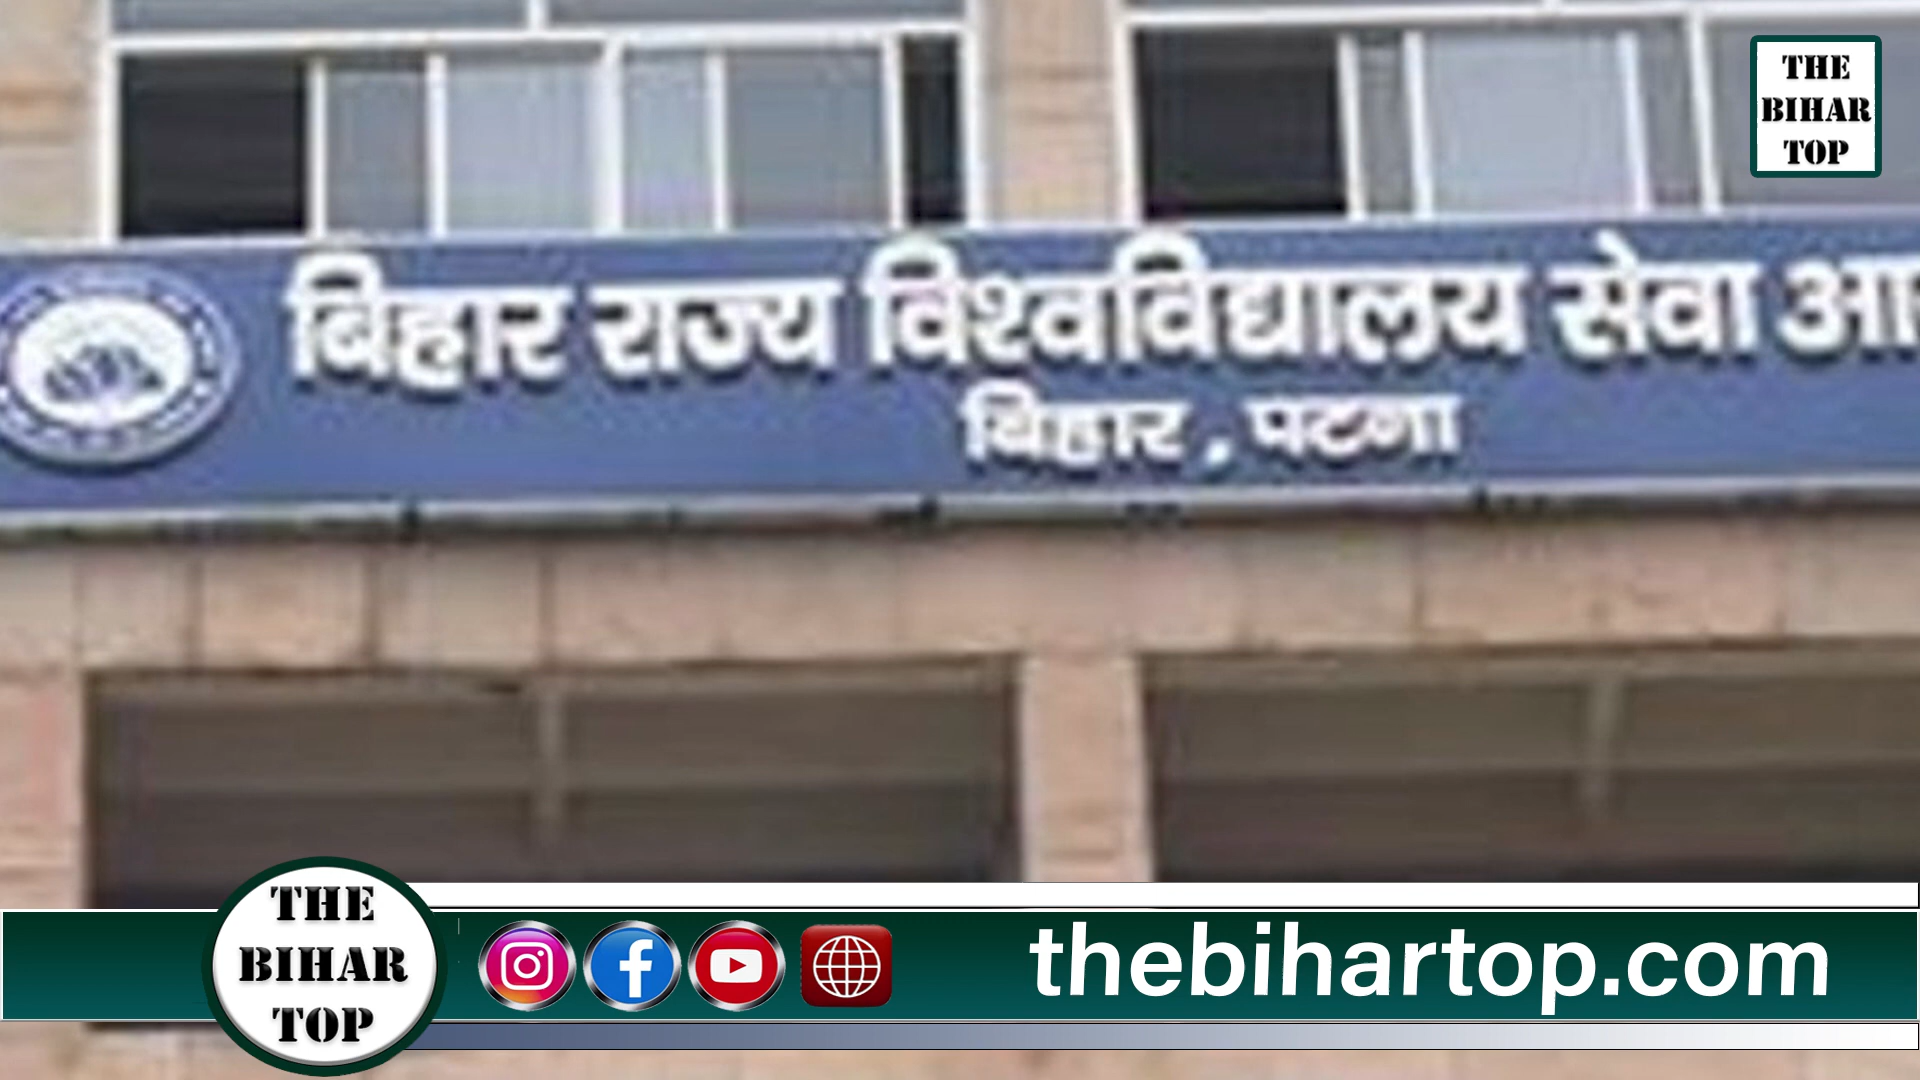 THE
BIHAR
TOP
बिहार राज्य विश्वविद्यालय सेवा
बिहार , पटना
THE
BIHAR
TOP
thebihartop.com